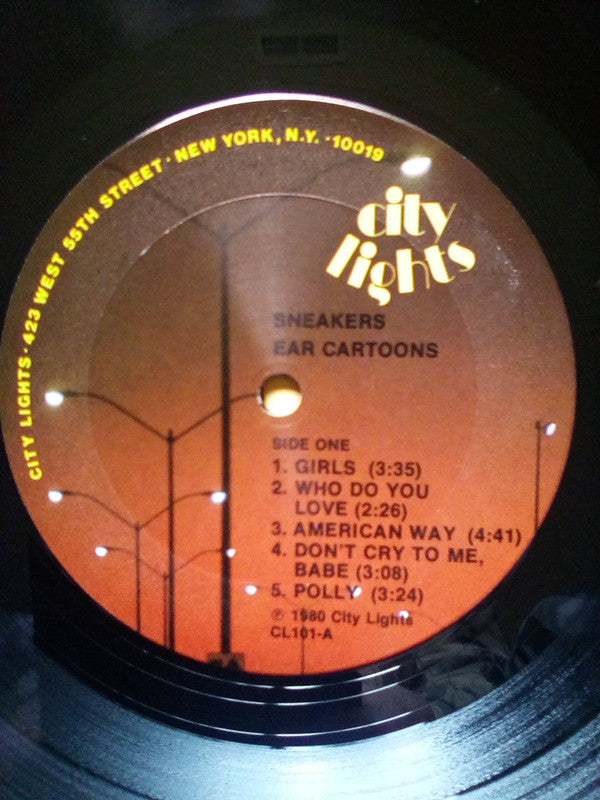 CITY LIGHTS · 423 WEST 55TH STREET · NEW YORK, N.Y. · 10019
city
lights
SNEAKERS
EAR CARTOONS
SIDE ONE
1. GIRLS (3:35)
2. WHO DO YOU
LOVE (2:26)
3. AMERICAN WAY (4:41)
4. DON'T CRY TO ME,
BABE (3:08)
5. POLLY (3:24)
℗ 1980 City Lights
CL101-A